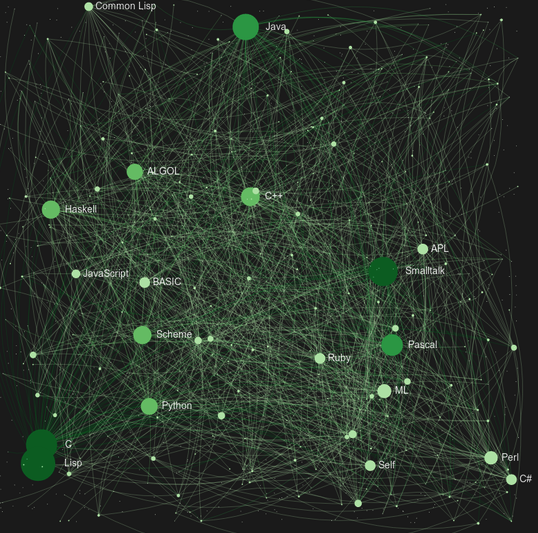 Common Lisp
Java
ALGOL
C++
Haskell
APL
Smalltalk
JavaScript
BASIC
Scheme
Pascal
Ruby
ML
Python
C
Lisp
Self
Perl
C#